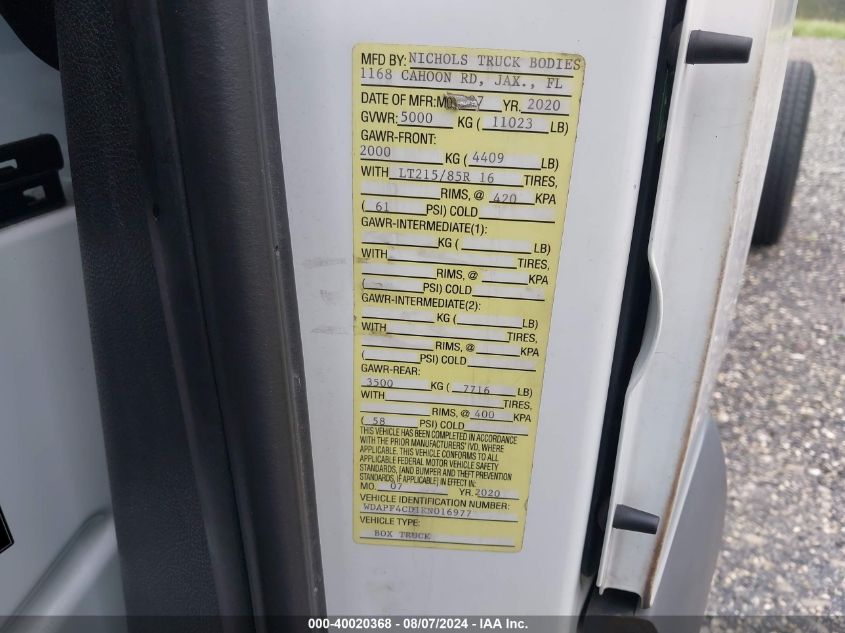 MFD BY: NICHOLS TRUCK BODIES
1168 CAHOON RD, JAX., FL
DATE OF MFR: MO. 7 YR. 2020
GVWR: 5000 KG ( 11023 LB)
GAWR-FRONT:
2000 KG ( 4409 LB)
WITH LT215/85R 16 TIRES,
RIMS, @ 420 KPA
( 61 PSI) COLD
GAWR-INTERMEDIATE(1):
KG ( LB)
WITH TIRES,
RIMS, @ KPA
( PSI) COLD
GAWR-INTERMEDIATE(2):
KG ( LB)
WITH TIRES,
RIMS, @ KPA
( PSI) COLD
GAWR-REAR:
3500 KG ( 7716 LB)
WITH TIRES,
RIMS, @ 400 KPA
( 58 PSI) COLD
THIS VEHICLE HAS BEEN COMPLETED IN ACCORDANCE
WITH THE PRIOR MANUFACTURERS' IVD, WHERE
APPLICABLE. THIS VEHICLE CONFORMS TO ALL
APPLICABLE FEDERAL MOTOR VEHICLE SAFETY
STANDARDS, [AND BUMPER AND THEFT PREVENTION
STANDARDS, IF APPLICABLE] IN EFFECT IN:
MO. 07 YR. 2020
VEHICLE IDENTIFICATION NUMBER:
WDAPF4CD1KN016977
VEHICLE TYPE:
BOX TRUCK
000-40020368 - 08/07/2024 - IAA Inc.